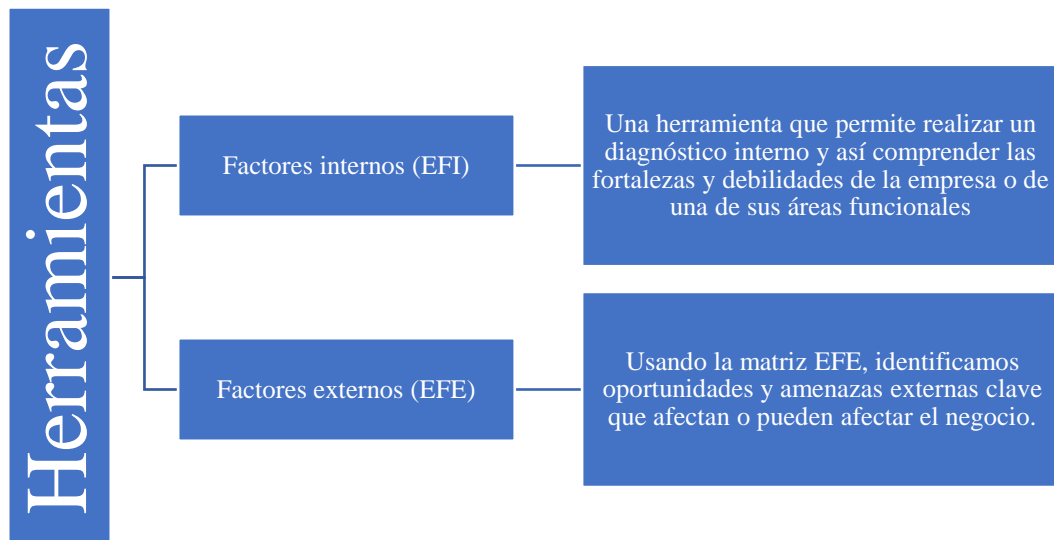 Herramientas
Factores internos (EFI)
Una herramienta que permite realizar un
diagnóstico interno y así comprender las
fortalezas y debilidades de la empresa o de
una de sus áreas funcionales
Factores externos (EFE)
Usando la matriz EFE, identificamos
oportunidades y amenazas externas clave
que afectan o pueden afectar el negocio.